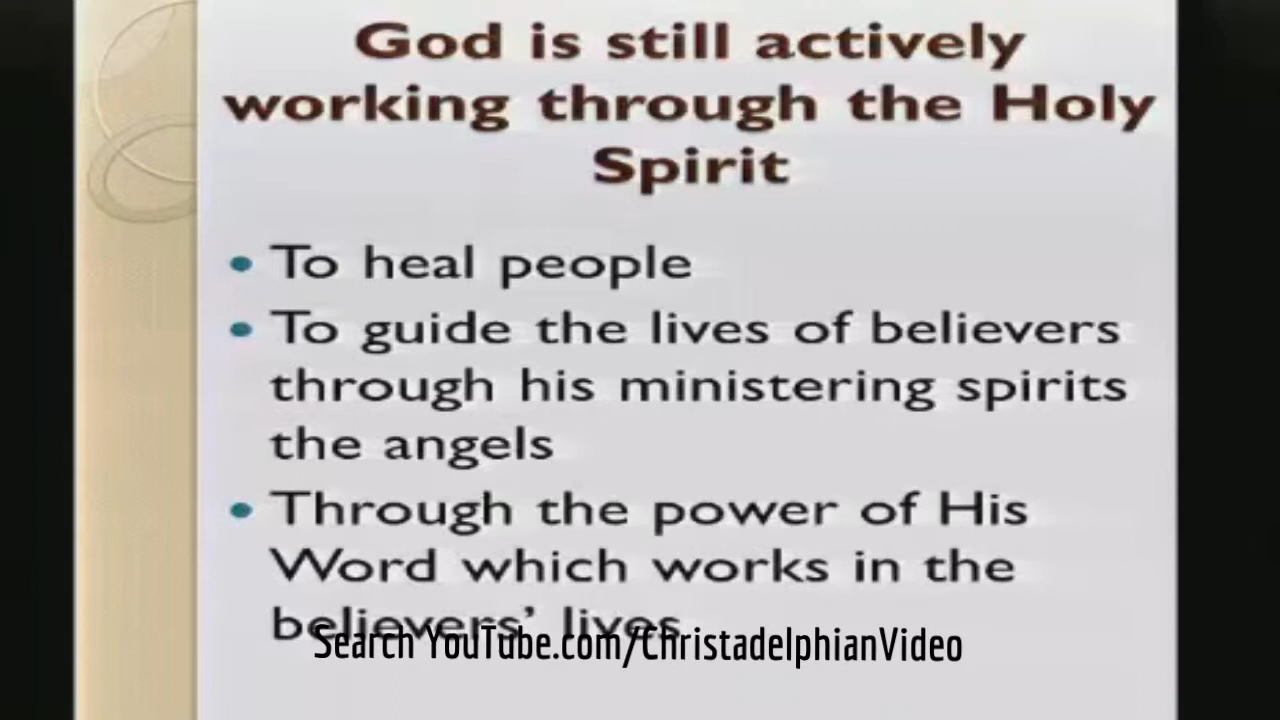 God is still actively
working through the Holy
Spirit
• To heal people
• To guide the lives of believers
through his ministering spirits
the angels
• Through the power of His
Word which works in the
believers’ lives
Search YouTube.com/ChristadelphianVideo